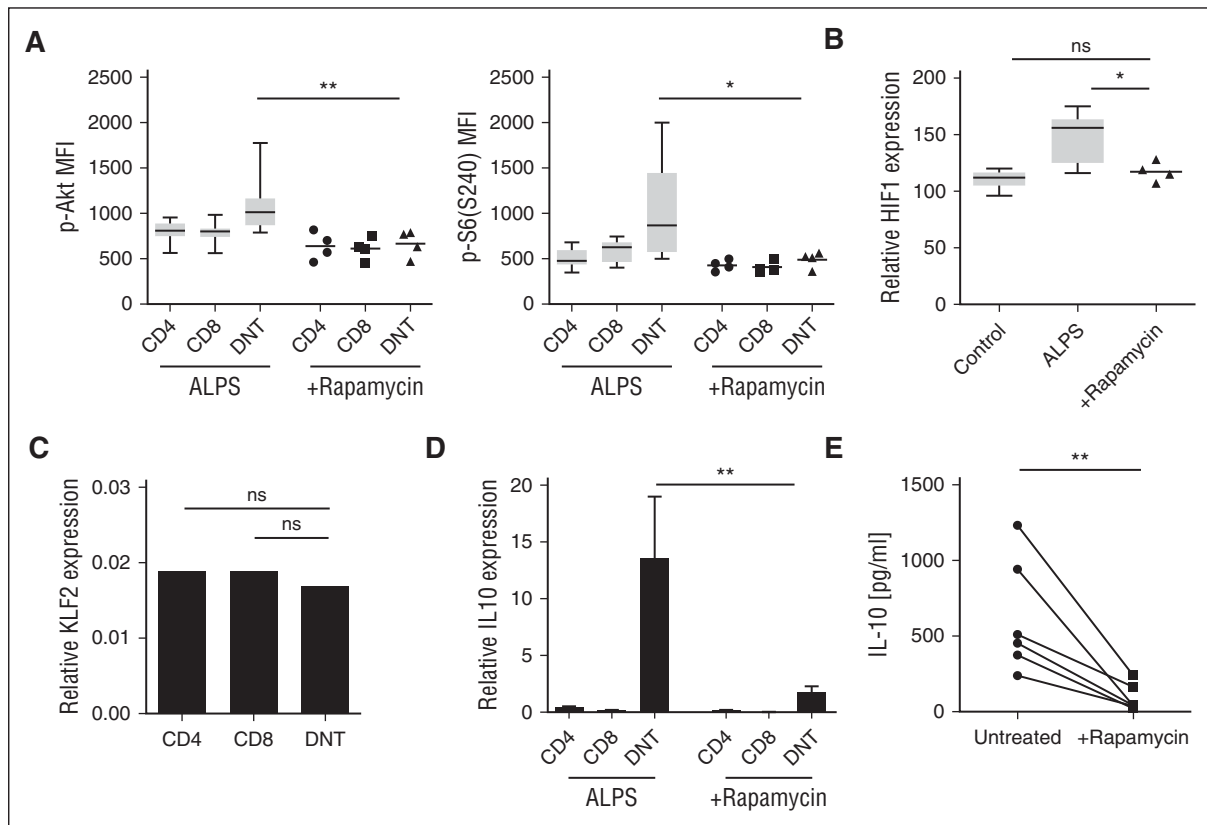 A
p-Akt MFI
2500
2000
1500
1000
500
0
**
CD4
CD8
DNT
CD4
CD8
DNT
ALPS
+Rapamycin
p-S6(S240) MFI
2500
2000
1500
1000
500
0
*
CD4
CD8
DNT
CD4
CD8
DNT
ALPS
+Rapamycin
B
Relative HIF1 expression
200
150
100
50
0
ns
*
Control
ALPS
+Rapamycin
C
Relative KLF2 expression
0.03
0.02
0.01
0.00
ns
ns
CD4
CD8
DNT
D
Relative IL10 expression
20
15
10
5
0
**
CD4
CD8
DNT
CD4
CD8
DNT
ALPS
+Rapamycin
E
IL-10 [pg/ml]
1500
1000
500
0
**
Untreated
+Rapamycin